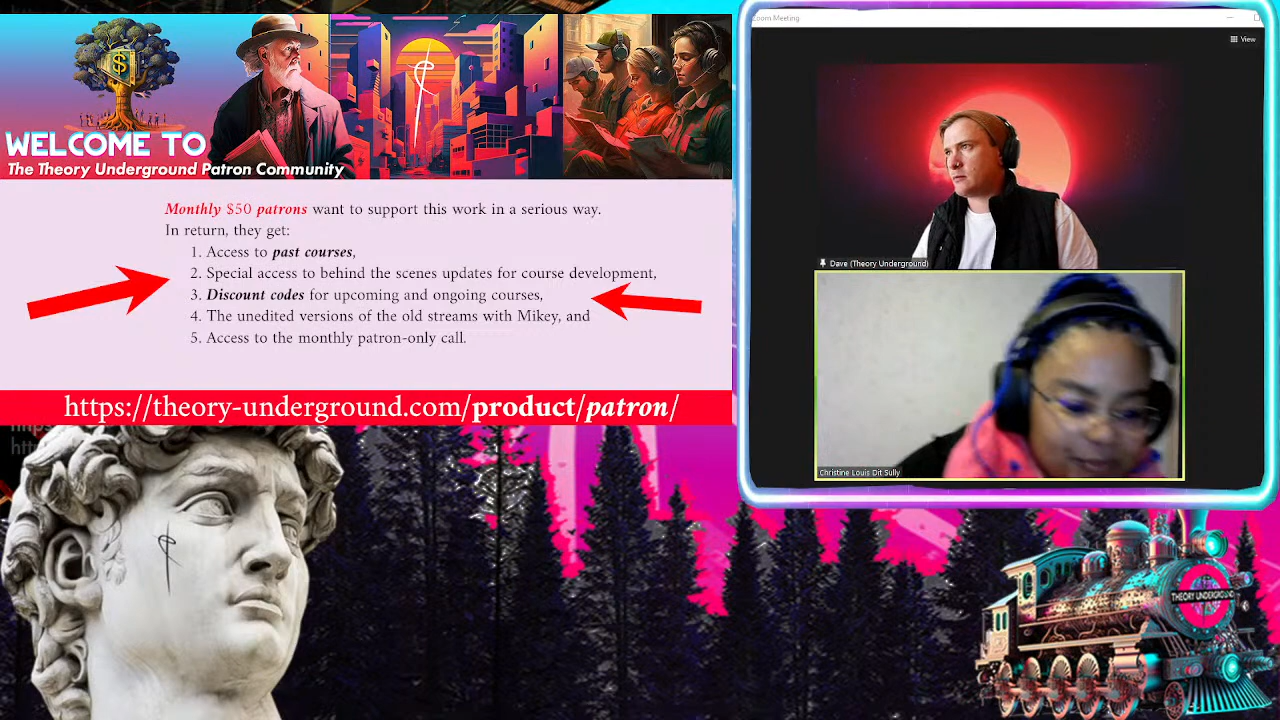 WELCOME TO
The Theory Underground Patron Community
Monthly $50 patrons want to support this work in a serious way.
In return, they get:
1. Access to past courses,
2. Spacial access to behind the scenes updates for course development,
3. Discount codes for upcoming and ongoing courses,
4. The unedited versions of the old streams with Mikey, and
5. Access to the monthly patron-only call.
https://theory-underground.com/product/patron/
Zoom Meeting
View
Dave (Theory Underground)
Christine Louis Dit Sully
THEORY UNDERGROUND